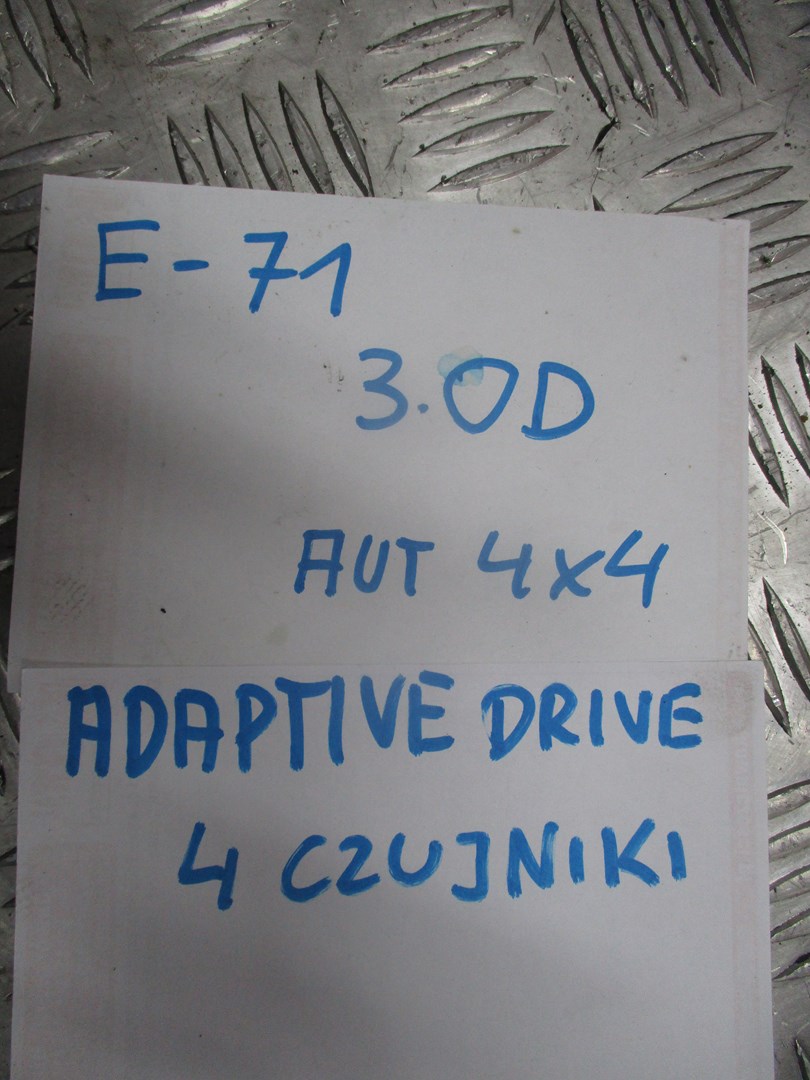 E-71
3.0D
AUT 4x4
ADAPTIVE DRIVE
4 CZUJNIKI